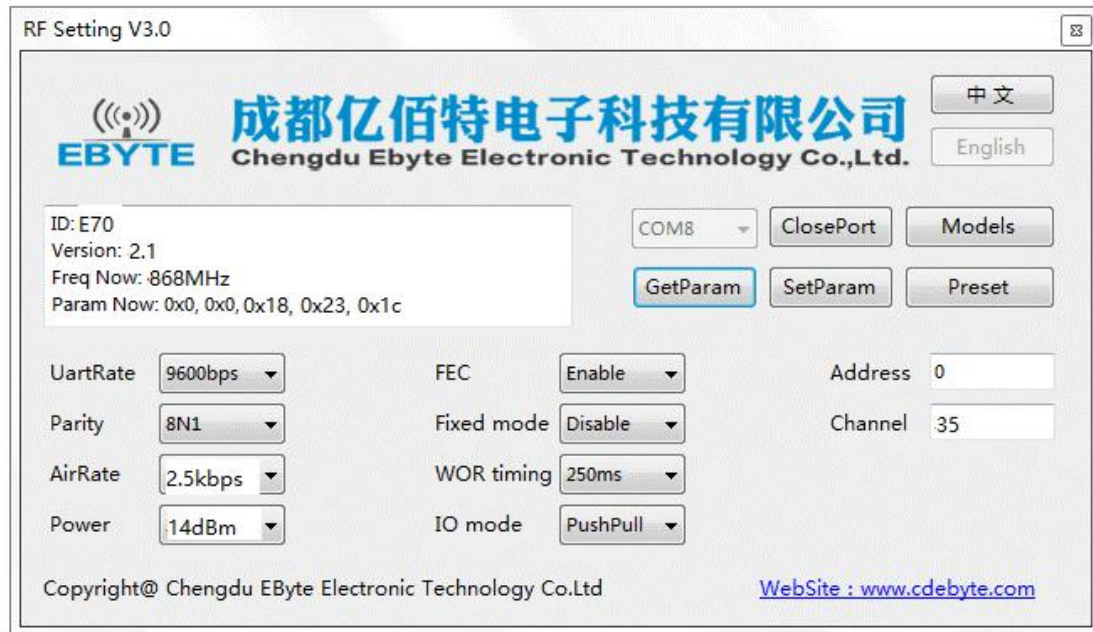 RF Setting V3.0
EBYTE
成都亿佰特电子科技有限公司
Chengdu Ebyte Electronic Technology Co.,Ltd.
中文
English
ID: E70
Version: 2.1
Freq Now: 868MHz
Param Now: 0x0, 0x0, 0x18, 0x23, 0x1c
COM8 ClosePort Models
GetParam SetParam Preset
UartRate 9600bps FEC Enable Address 0
Parity 8N1 Fixed mode Disable Channel 35
AirRate 2.5kbps WOR timing 250ms
Power 14dBm IO mode PushPull
Copyright@ Chengdu EByte Electronic Technology Co.Ltd WebSite : www.cdebyte.com